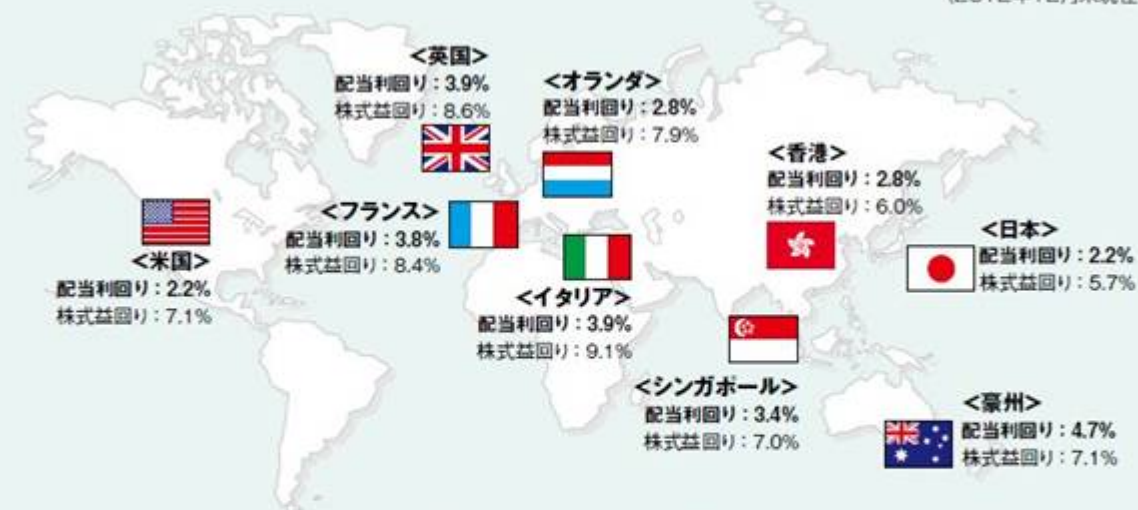 <英国>
配当利回り：3.9%
株式益回り：8.6%
<オランダ>
配当利回り：2.8%
株式益回り：7.9%
<香港>
配当利回り：2.8%
株式益回り：6.0%
<日本>
配当利回り：2.2%
株式益回り：5.7%
<フランス>
配当利回り：3.8%
株式益回り：8.4%
<米国>
配当利回り：2.2%
株式益回り：7.1%
<イタリア>
配当利回り：3.9%
株式益回り：9.1%
<シンガポール>
配当利回り：3.4%
株式益回り：7.0%
<豪州>
配当利回り：4.7%
株式益回り：7.1%